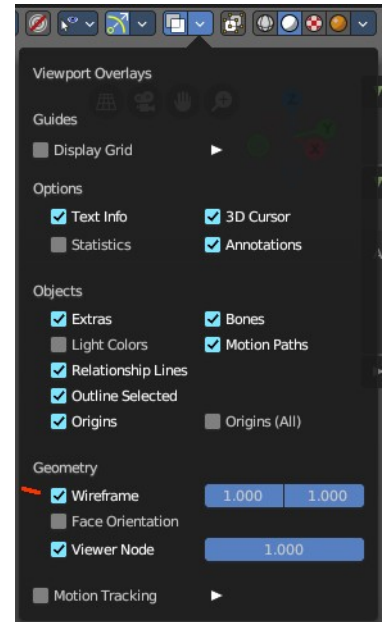 Viewport Overlays
Guides
Display Grid
Options
Text Info 3D Cursor
Statistics Annotations
Objects
Extras Bones
Light Colors Motion Paths
Relationship Lines
Outline Selected
Origins Origins (All)
Geometry
Wireframe 1.000 1.000
Face Orientation
Viewer Node 1.000
Motion Tracking